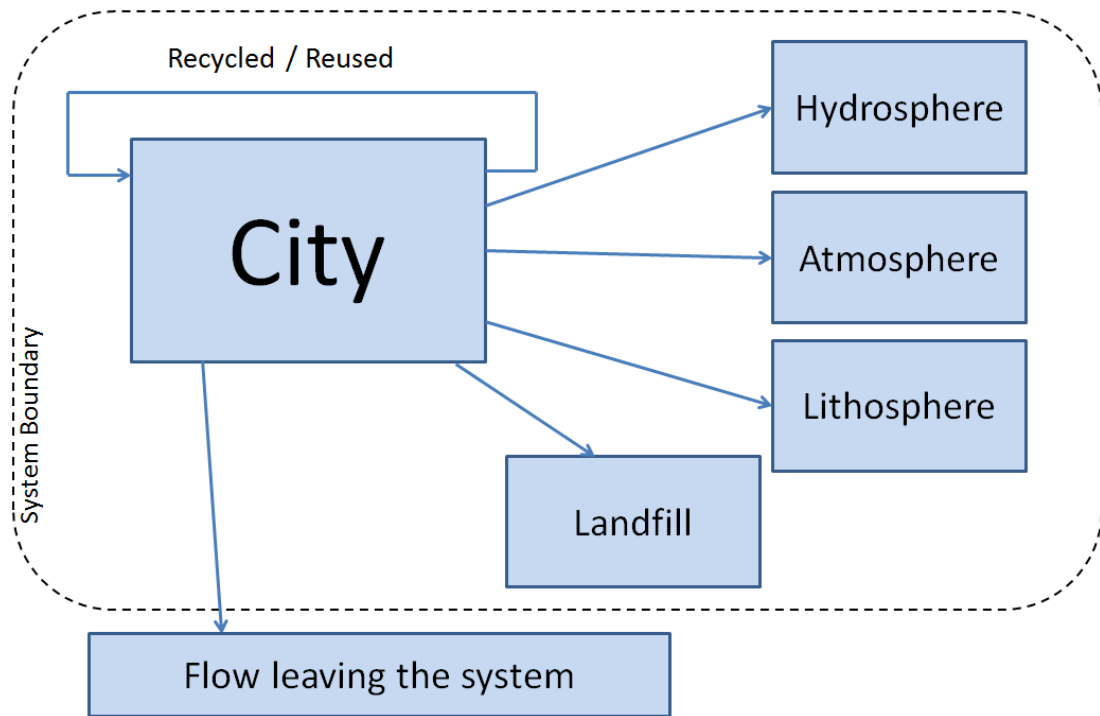 Recycled / Reused
Hydrosphere
City
Atmosphere
Lithosphere
System Boundary
Landfill
Flow leaving the system